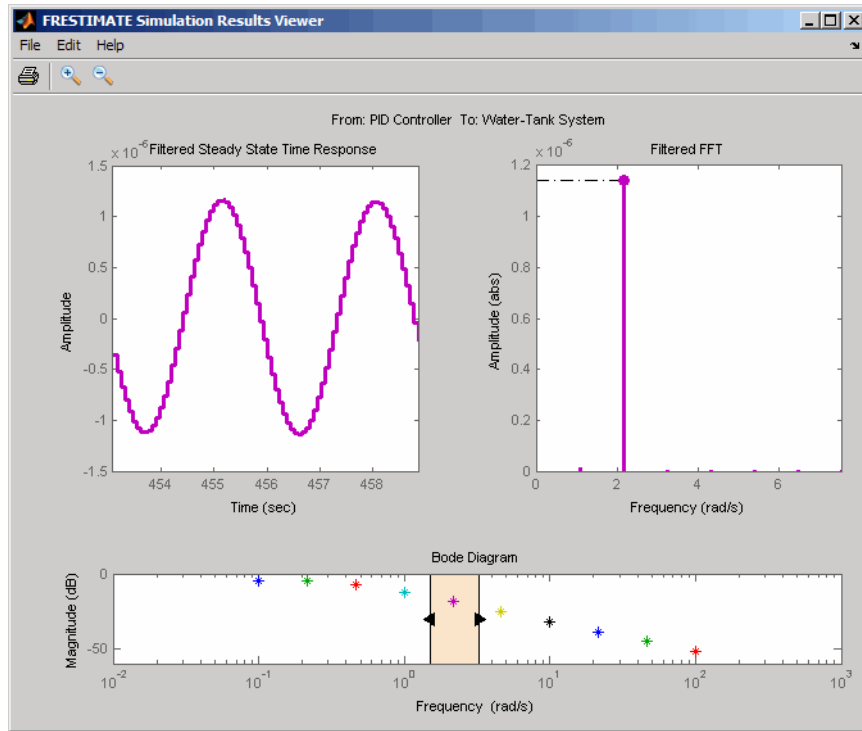 FRESTIMATE Simulation Results Viewer
File Edit Help
From: PID Controller To: Water-Tank System
x 10^-6 Filtered Steady State Time Response
1.5
1
0.5
0
-0.5
-1
-1.5
Amplitude
454 455 456 457 458
Time (sec)
x 10^-6 Filtered FFT
1.2
1
0.8
0.6
0.4
0.2
0
Amplitude (abs)
0 2 4 6
Frequency (rad/s)
Bode Diagram
0
-50
Magnitude (dB)
10^-2 10^-1 10^0 10^1 10^2 10^3
Frequency (rad/s)